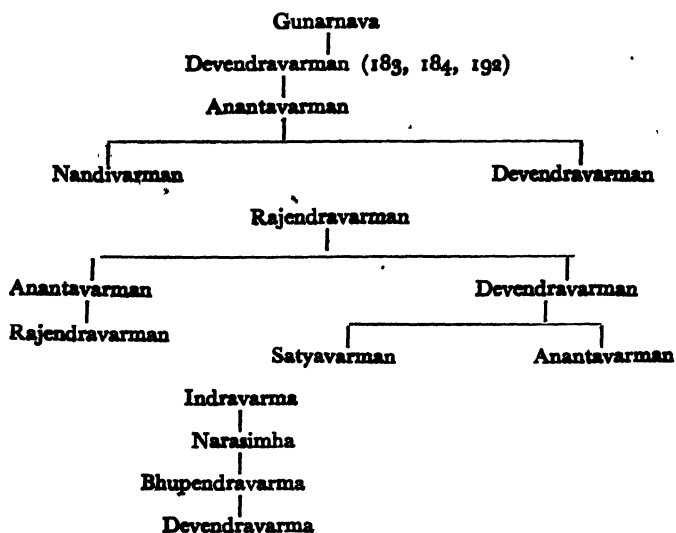 Gunarnava
Devendravarman (183, 184, 192)
Anantavarman
Nandivarman Devendravarman
Rajendravarman
Anantavarman Devendravarman
Rajendravarman
Satyavarman Anantavarman
Indravarma
Narasimha
Bhupendravarma
Devendravarma